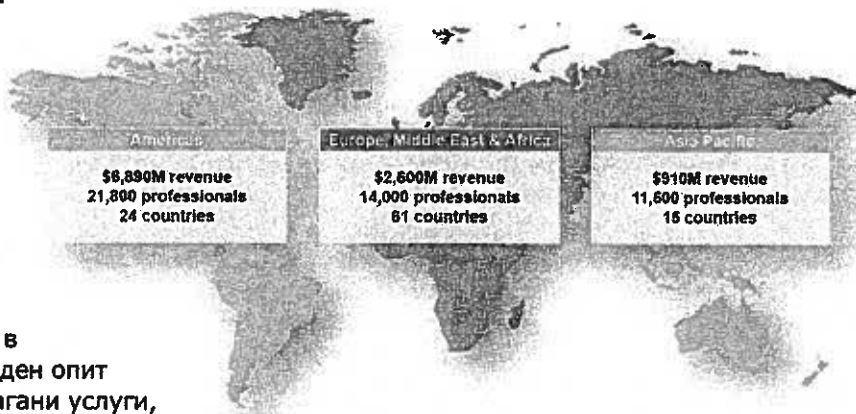 Americas
$6,890M revenue
21,800 professionals
24 countries
Europe, Middle East & Africa
$2,600M revenue
14,000 professionals
61 countries
Asia Pacific
$910M revenue
11,600 professionals
15 countries
в
ден опит
гани услуги,